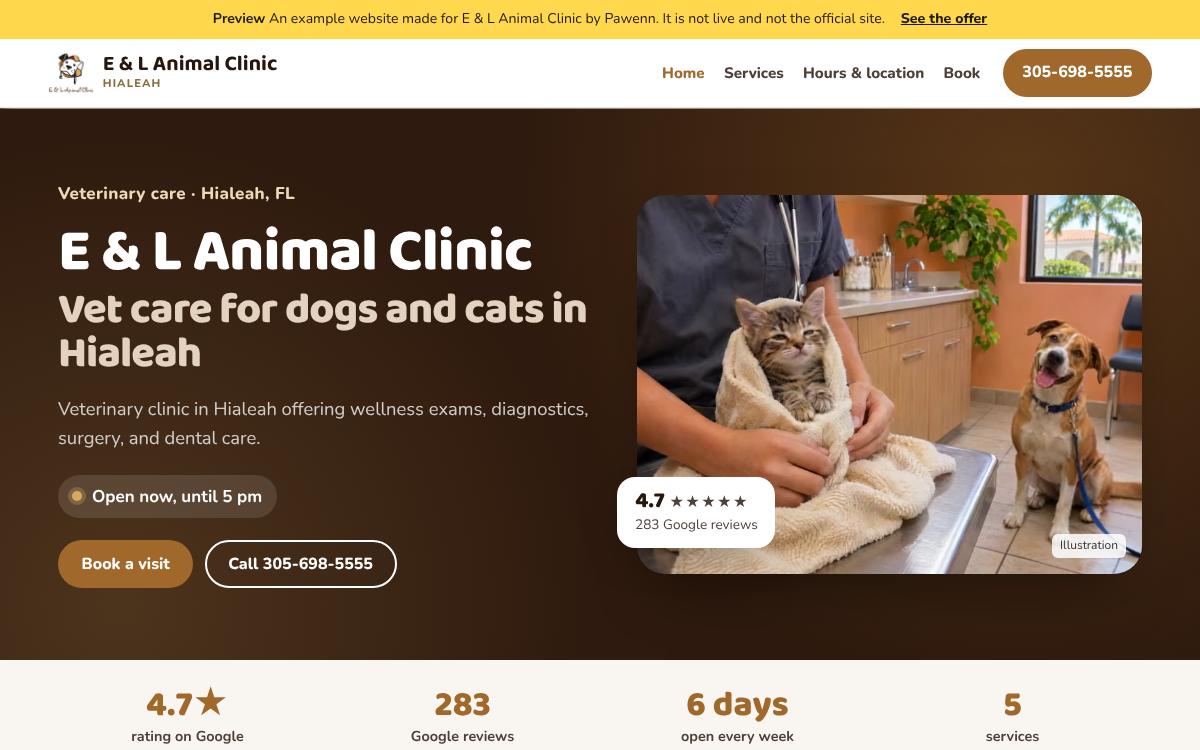 Preview An example website made for E & L Animal Clinic by Pawenn. It is not live and not the official site. See the offer
E & L Animal Clinic
HIALEAH
Home Services Hours & location Book 305-698-5555
Veterinary care · Hialeah, FL
E & L Animal Clinic
Vet care for dogs and cats in
Hialeah
Veterinary clinic in Hialeah offering wellness exams, diagnostics,
surgery, and dental care.
Open now, until 5 pm
Book a visit Call 305-698-5555
4.7 ★★★★★
283 Google reviews
Illustration
4.7★ 283 6 days 5
rating on Google Google reviews open every week services